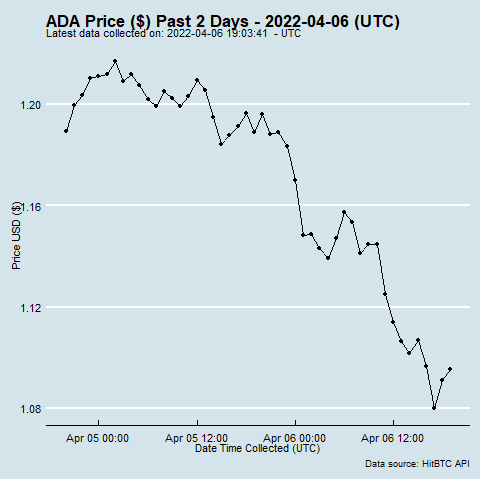 ADA Price ($) Past 2 Days - 2022-04-06 (UTC)
Latest data collected on: 2022-04-06 19:03:41 - UTC
1.20
1.16
1.12
1.08
Price USD ($)
Apr 05 00:00 Apr 05 12:00 Apr 06 00:00 Apr 06 12:00
Date Time Collected (UTC)
Data source: HitBTC API